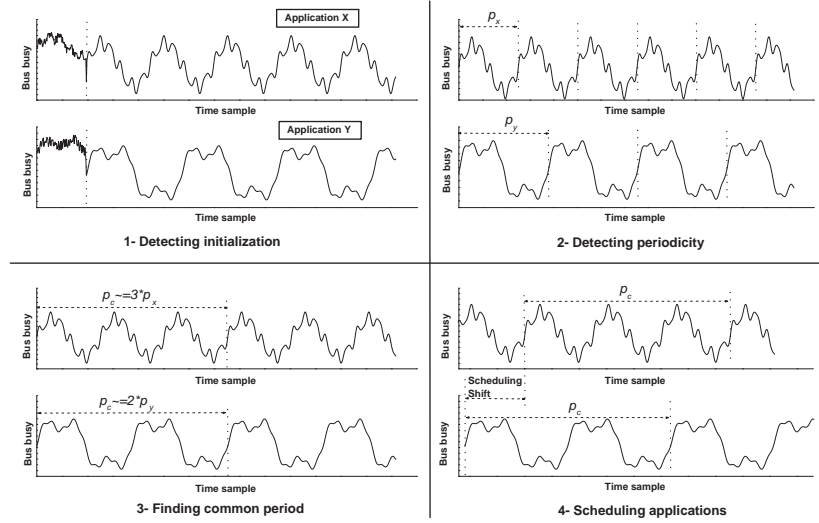 Application X
Bus busy
Time sample
Application Y
Bus busy
Time sample
1- Detecting initialization
p_x
Bus busy
Time sample
p_y
Bus busy
Time sample
2- Detecting periodicity
p_c~=3*p_x
Bus busy
Time sample
p_c~=2*p_y
Bus busy
Time sample
3- Finding common period
p_c
Bus busy
Time sample
Scheduling
Shift
p_c
Bus busy
Time sample
4- Scheduling applications